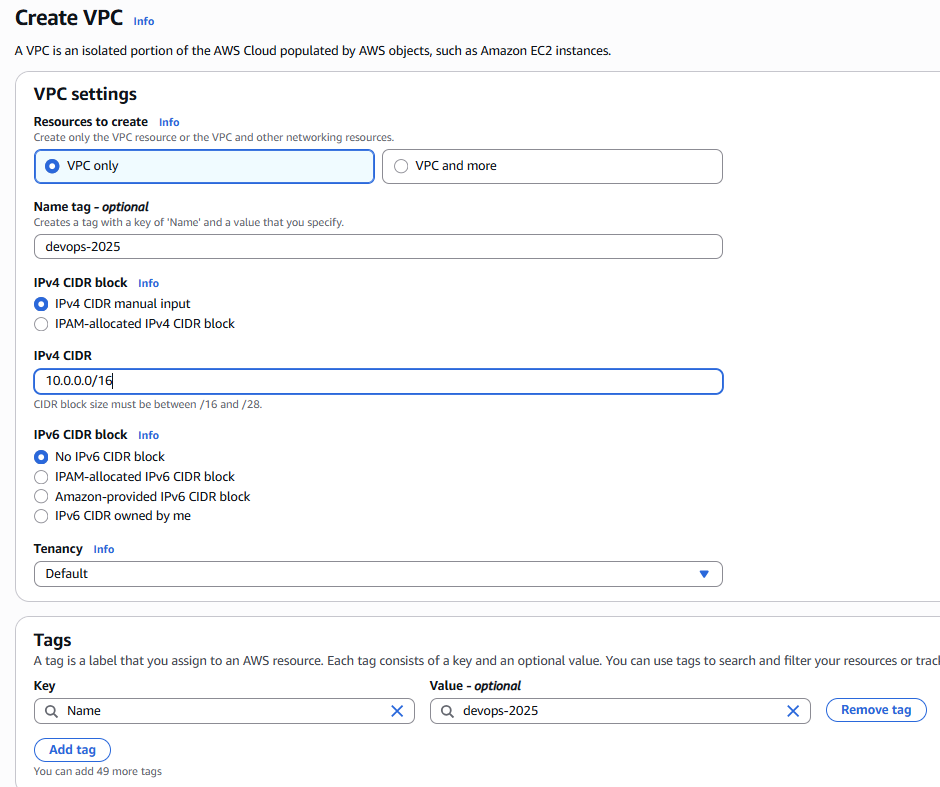 Create VPC Info
A VPC is an isolated portion of the AWS Cloud populated by AWS objects, such as Amazon EC2 instances.
VPC settings
Resources to create Info
Create only the VPC resource or the VPC and other networking resources.
VPC only
VPC and more
Name tag - optional
Creates a tag with a key of 'Name' and a value that you specify.
devops-2025
IPv4 CIDR block Info
IPv4 CIDR manual input
IPAM-allocated IPv4 CIDR block
IPv4 CIDR
10.0.0.0/16
CIDR block size must be between /16 and /28.
IPv6 CIDR block Info
No IPv6 CIDR block
IPAM-allocated IPv6 CIDR block
Amazon-provided IPv6 CIDR block
IPv6 CIDR owned by me
Tenancy Info
Default
Tags
A tag is a label that you assign to an AWS resource. Each tag consists of a key and an optional value. You can use tags to search and filter your resources or
Key
Value - optional
Name
devops-2025
Remove tag
Add tag
You can add 49 more tags